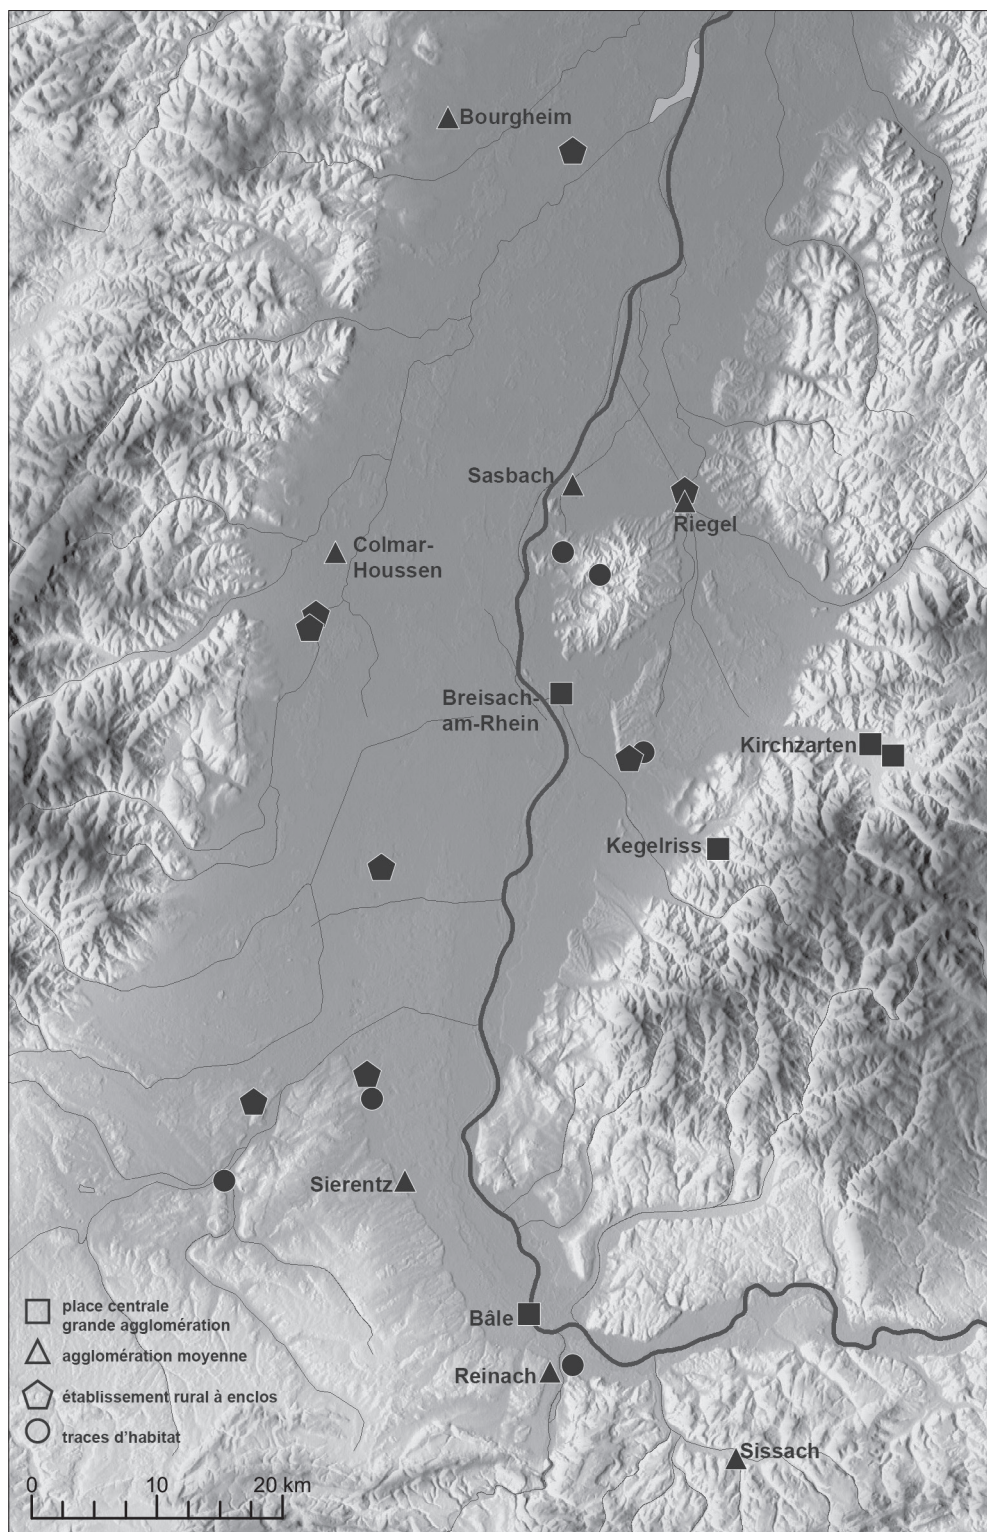 Bourgheim
Sasbach
Riegel
Colmar-
Houssen
Breisach-
am-Rhein
Kirchzarten
Kegelriss
Sierentz
Bâle
Reinach
Sissach
place centrale
grande agglomération
agglomération moyenne
établissement rural à enclos
traces d'habitat
0 10 20 km